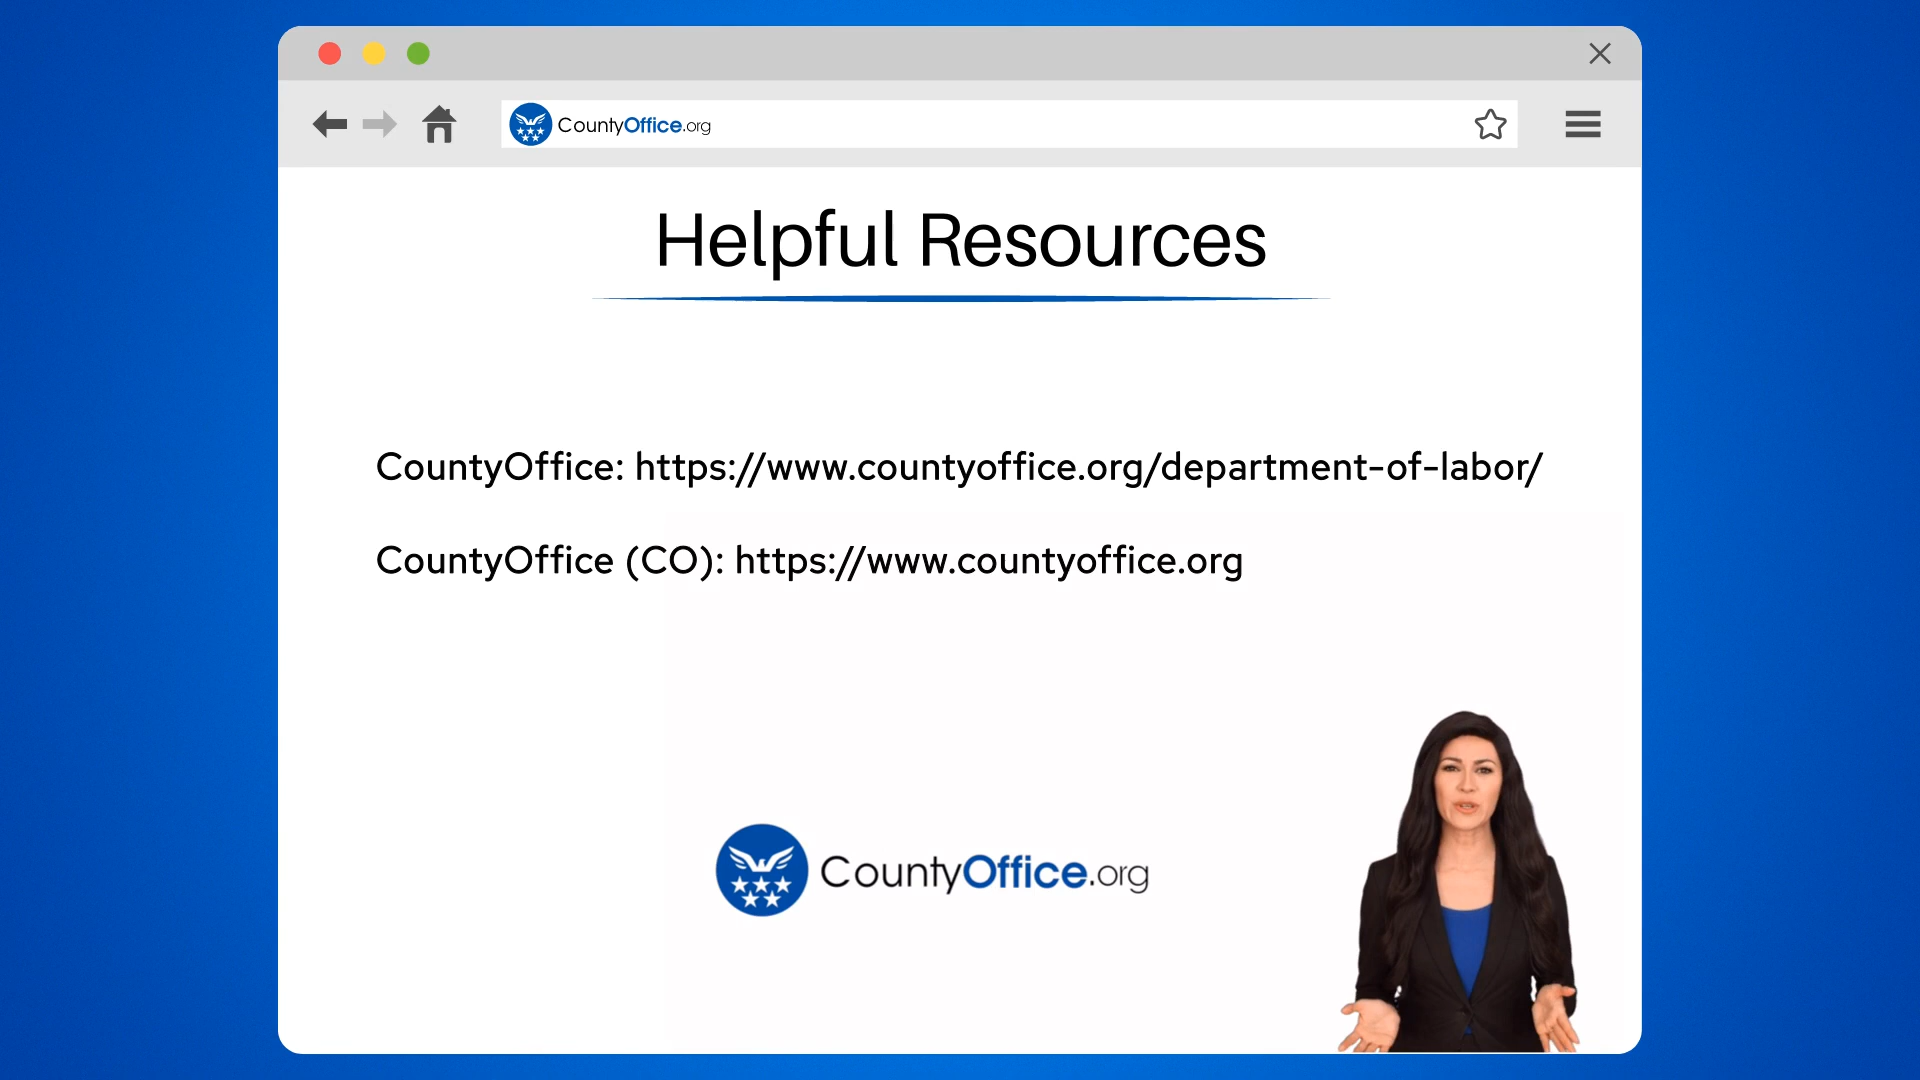 CountyOffice.org
Helpful Resources
CountyOffice: https://www.countyoffice.org/department-of-labor/
CountyOffice (CO): https://www.countyoffice.org
CountyOffice.org